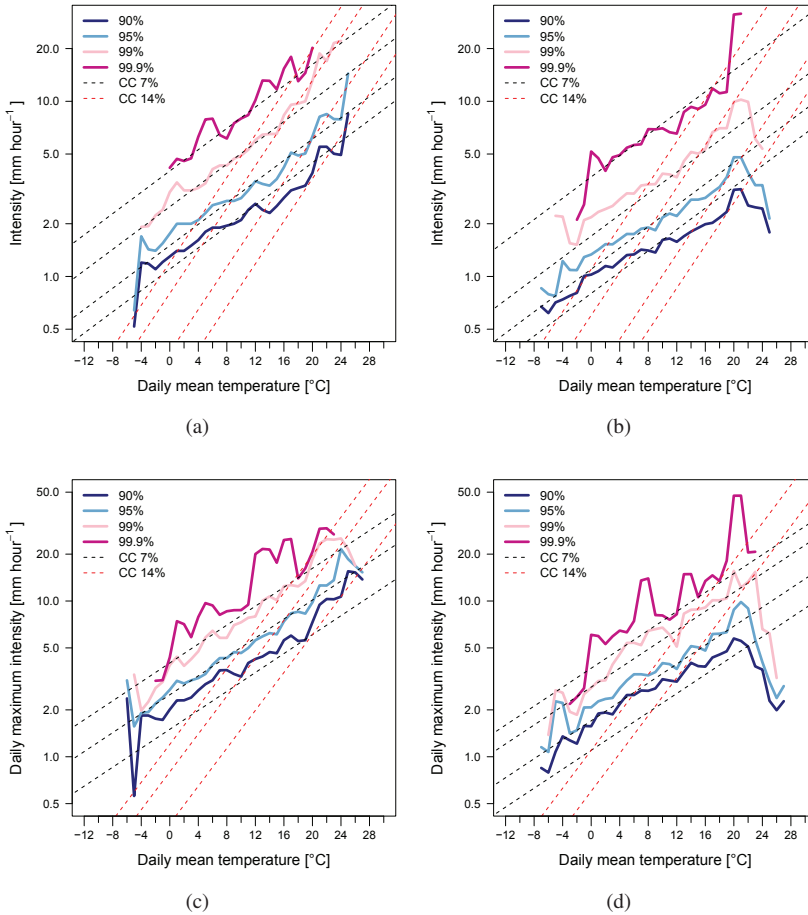 90%
95%
99%
99.9%
CC 7%
CC 14%
Intensity [mm hour⁻¹ ]
20.0
10.0
5.0
2.0
1.0
0.5
−12 −8 −4 0 4 8 12 16 20 24 28
Daily mean temperature [°C]
(a)
90%
95%
99%
99.9%
CC 7%
CC 14%
Intensity [mm hour⁻¹ ]
20.0
10.0
5.0
2.0
1.0
0.5
−12 −8 −4 0 4 8 12 16 20 24 28
Daily mean temperature [°C]
(b)
90%
95%
99%
99.9%
CC 7%
CC 14%
Daily maximum intensity [mm hour⁻¹ ]
50.0
20.0
10.0
5.0
2.0
1.0
0.5
−12 −8 −4 0 4 8 12 16 20 24 28
Daily mean temperature [°C]
(c)
90%
95%
99%
99.9%
CC 7%
CC 14%
Daily maximum intensity [mm hour⁻¹ ]
50.0
20.0
10.0
5.0
2.0
1.0
0.5
−12 −8 −4 0 4 8 12 16 20 24 28
Daily mean temperature [°C]
(d)